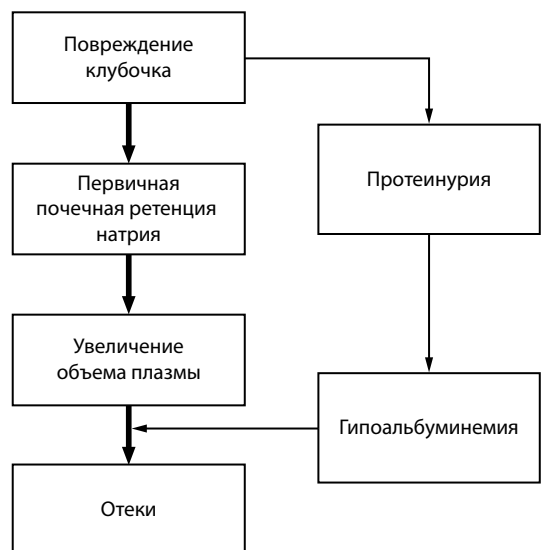 Повреждение
клубочка
Первичная
почечная ретенция
натрия
Протеинурия
Увеличение
объема плазмы
Гипоальбуминемия
Отеки